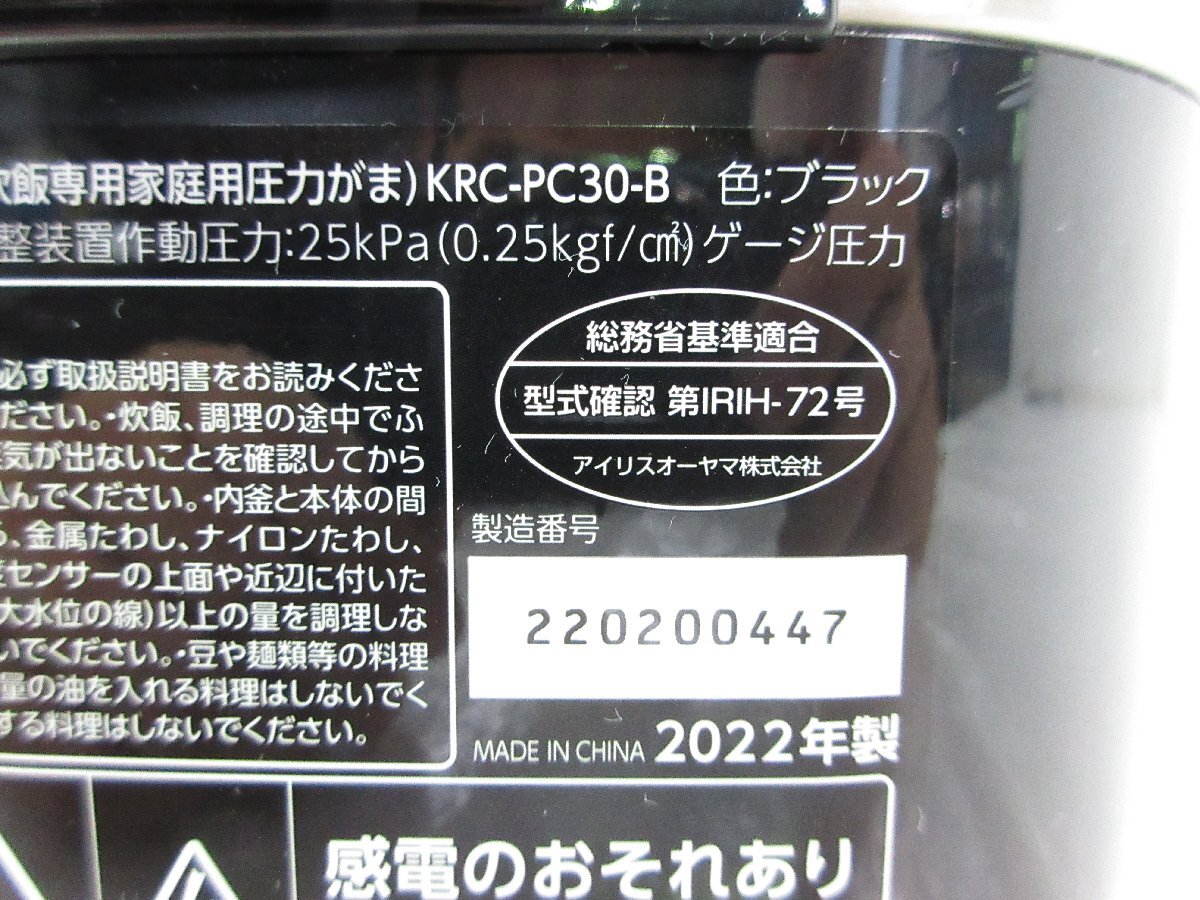 炊飯専用家庭用圧力がま) KRC-PC30-B 色:ブラック
整装置作動圧力:25kPa(0.25kgf/c㎡)ゲージ圧力
必ず取扱説明書をお読みくださ
ださい。・炊飯、調理の途中でふ
気が出ないことを確認してから
込んでください。・内釜と本体の間
、金属たわし、ナイロンたわし、
センサーの上面や近辺に付いた
大水位の線)以上の量を調理しな
いでください。・豆や麺類等の料理
量の油を入れる料理はしないでく
する料理はしないでください。
総務省基準適合
型式確認 第IRIH-72号
アイリスオーヤマ株式会社
製造番号
220200447
MADE IN CHINA 2022年製
感電のおそれあり